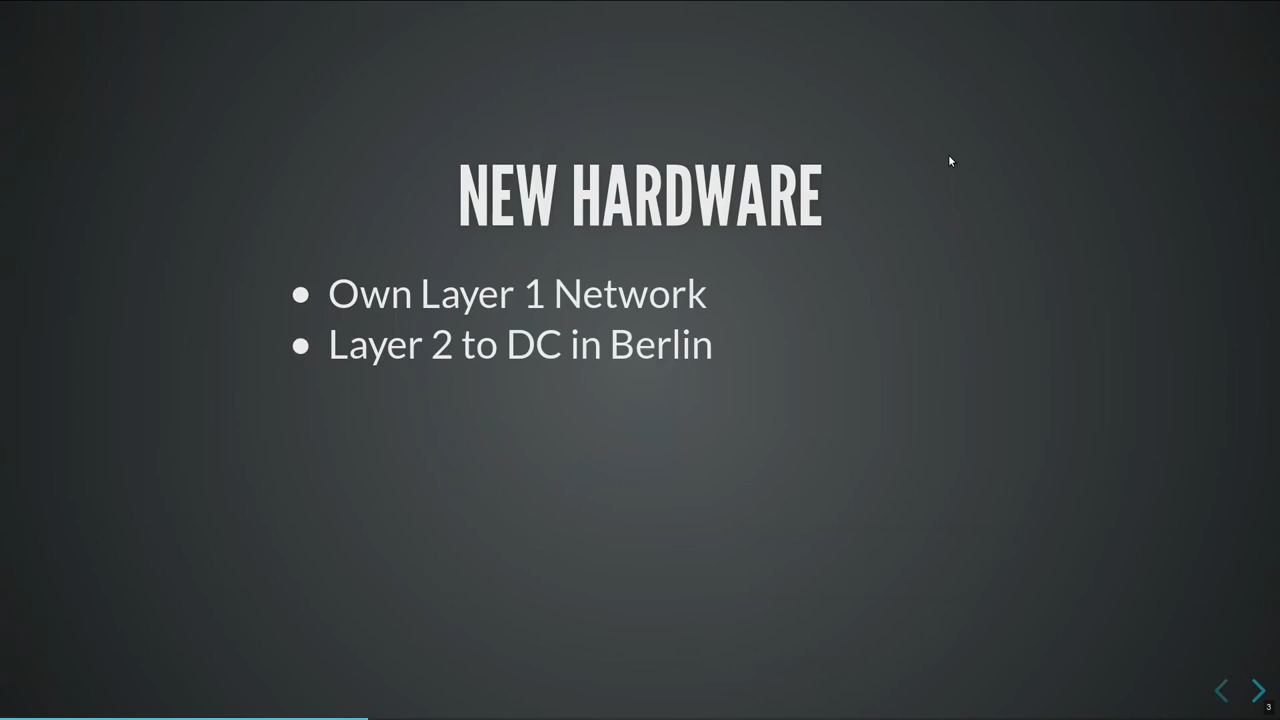 NEW HARDWARE
• Own Layer 1 Network
• Layer 2 to DC in Berlin
3